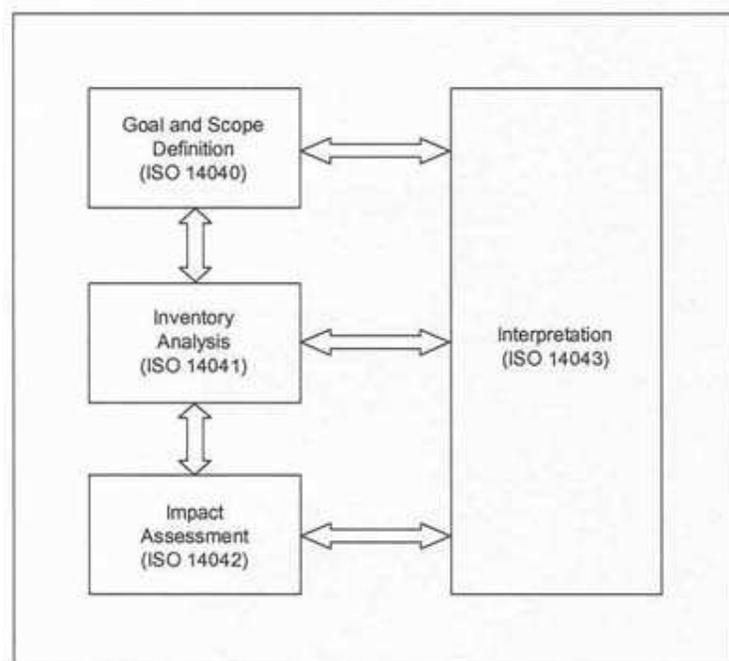 Goal and Scope
Definition
(ISO 14040)
Inventory
Analysis
(ISO 14041)
Impact
Assessment
(ISO 14042)
Interpretation
(ISO 14043)